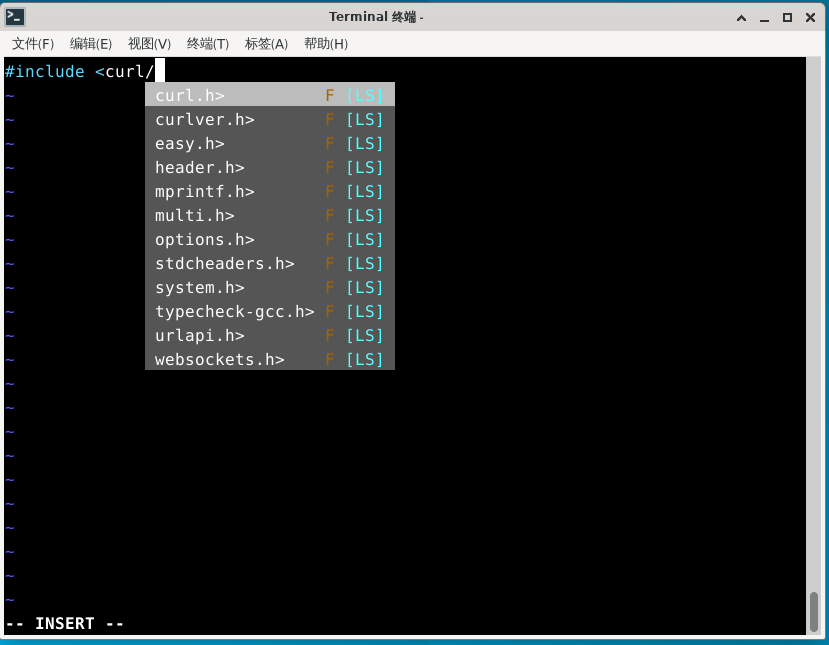 Terminal 终端 -
文件(F) 编辑(E) 视图(V) 终端(T) 标签(A) 帮助(H)
#include <curl/
~ curl.h> F [LS]
~ curlver.h> F [LS]
~ easy.h> F [LS]
~ header.h> F [LS]
~ mprintf.h> F [LS]
~ multi.h> F [LS]
~ options.h> F [LS]
~ stdcheaders.h> F [LS]
~ system.h> F [LS]
~ typecheck-gcc.h> F [LS]
~ urlapi.h> F [LS]
~ websockets.h> F [LS]
~
~
~
~
~
~
~
~
~
~
-- INSERT --